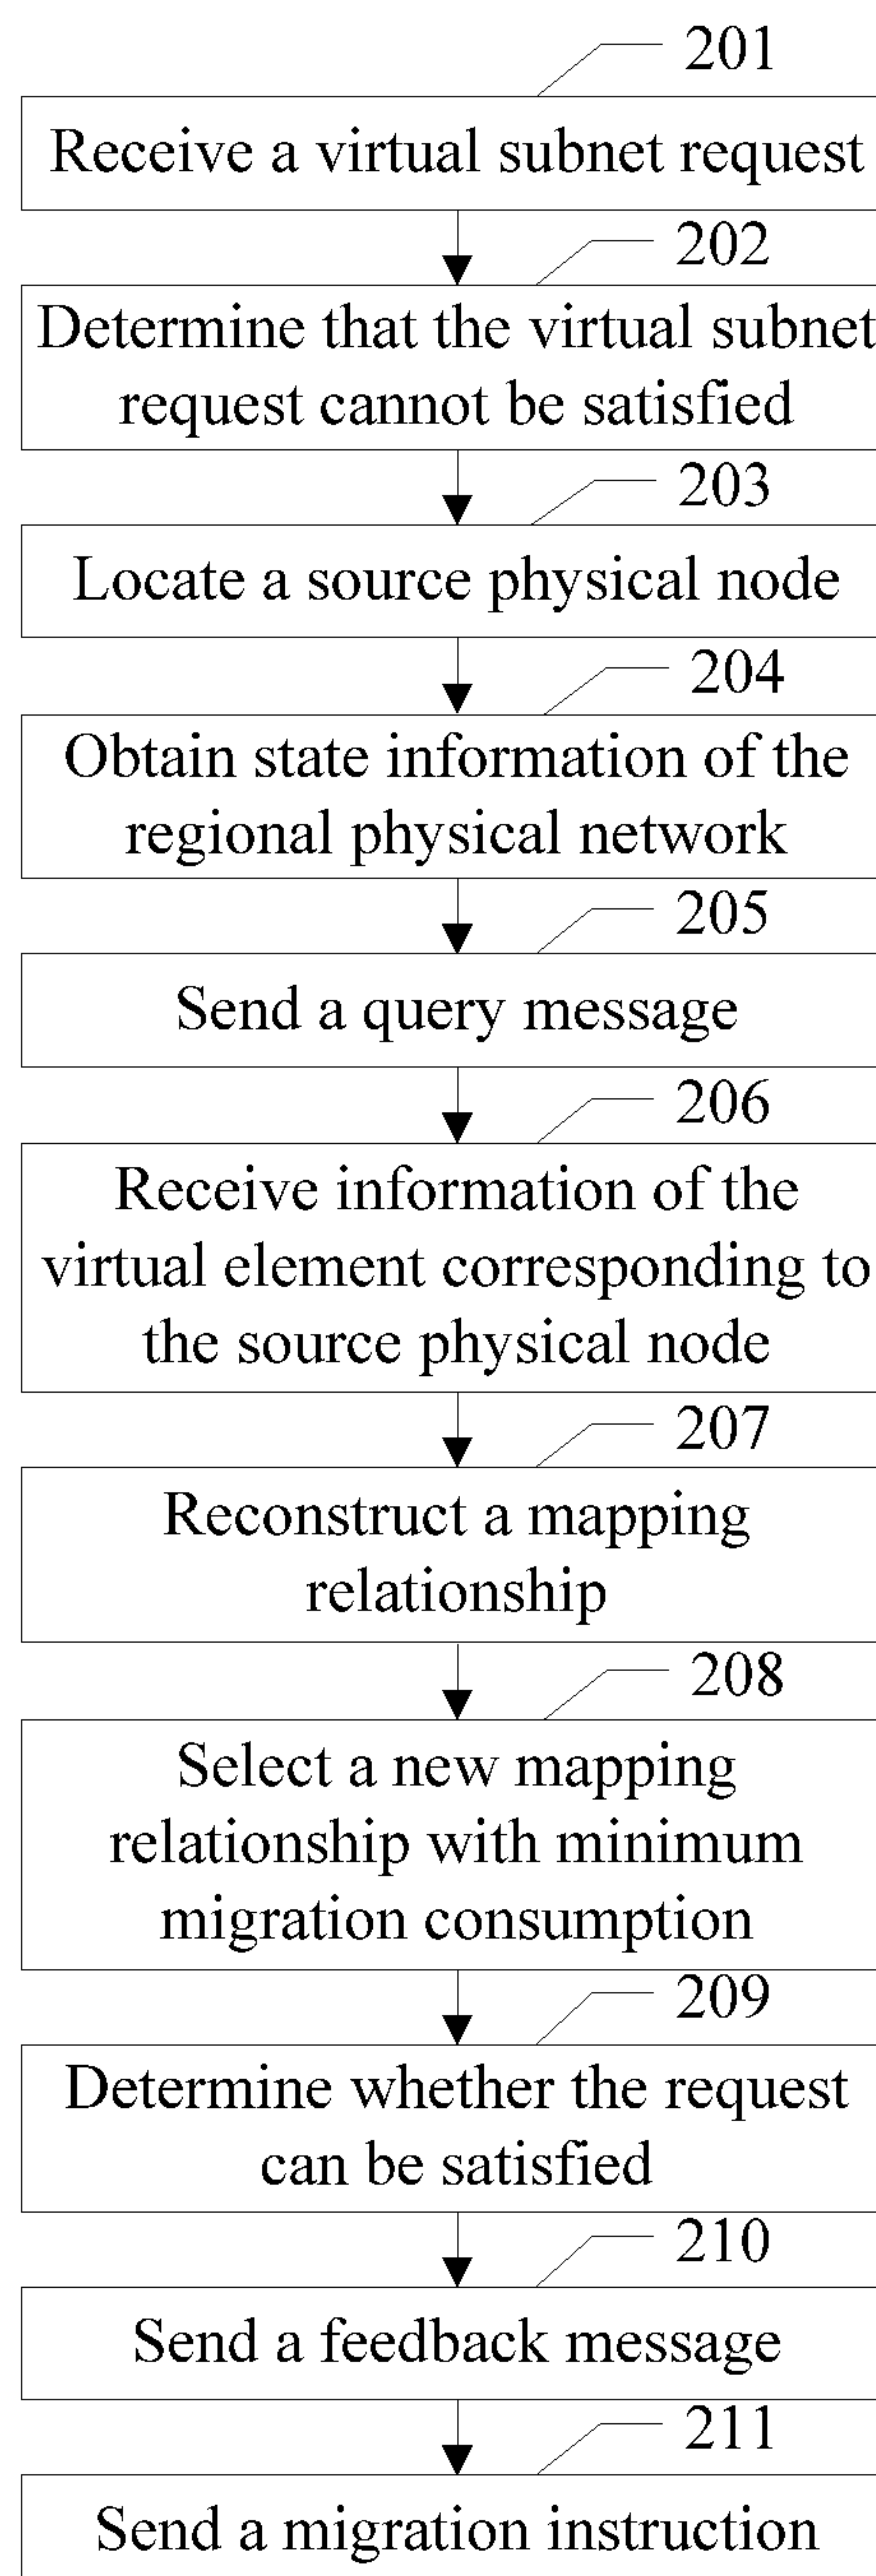 201
Receive a virtual subnet request
202
Determine that the virtual subnet
request cannot be satisfied
203
Locate a source physical node
204
Obtain state information of the
regional physical network
205
Send a query message
206
Receive information of the
virtual element corresponding to
the source physical node
207
Reconstruct a mapping
relationship
208
Select a new mapping
relationship with minimum
migration consumption
209
Determine whether the request
can be satisfied
210
Send a feedback message
211
Send a migration instruction